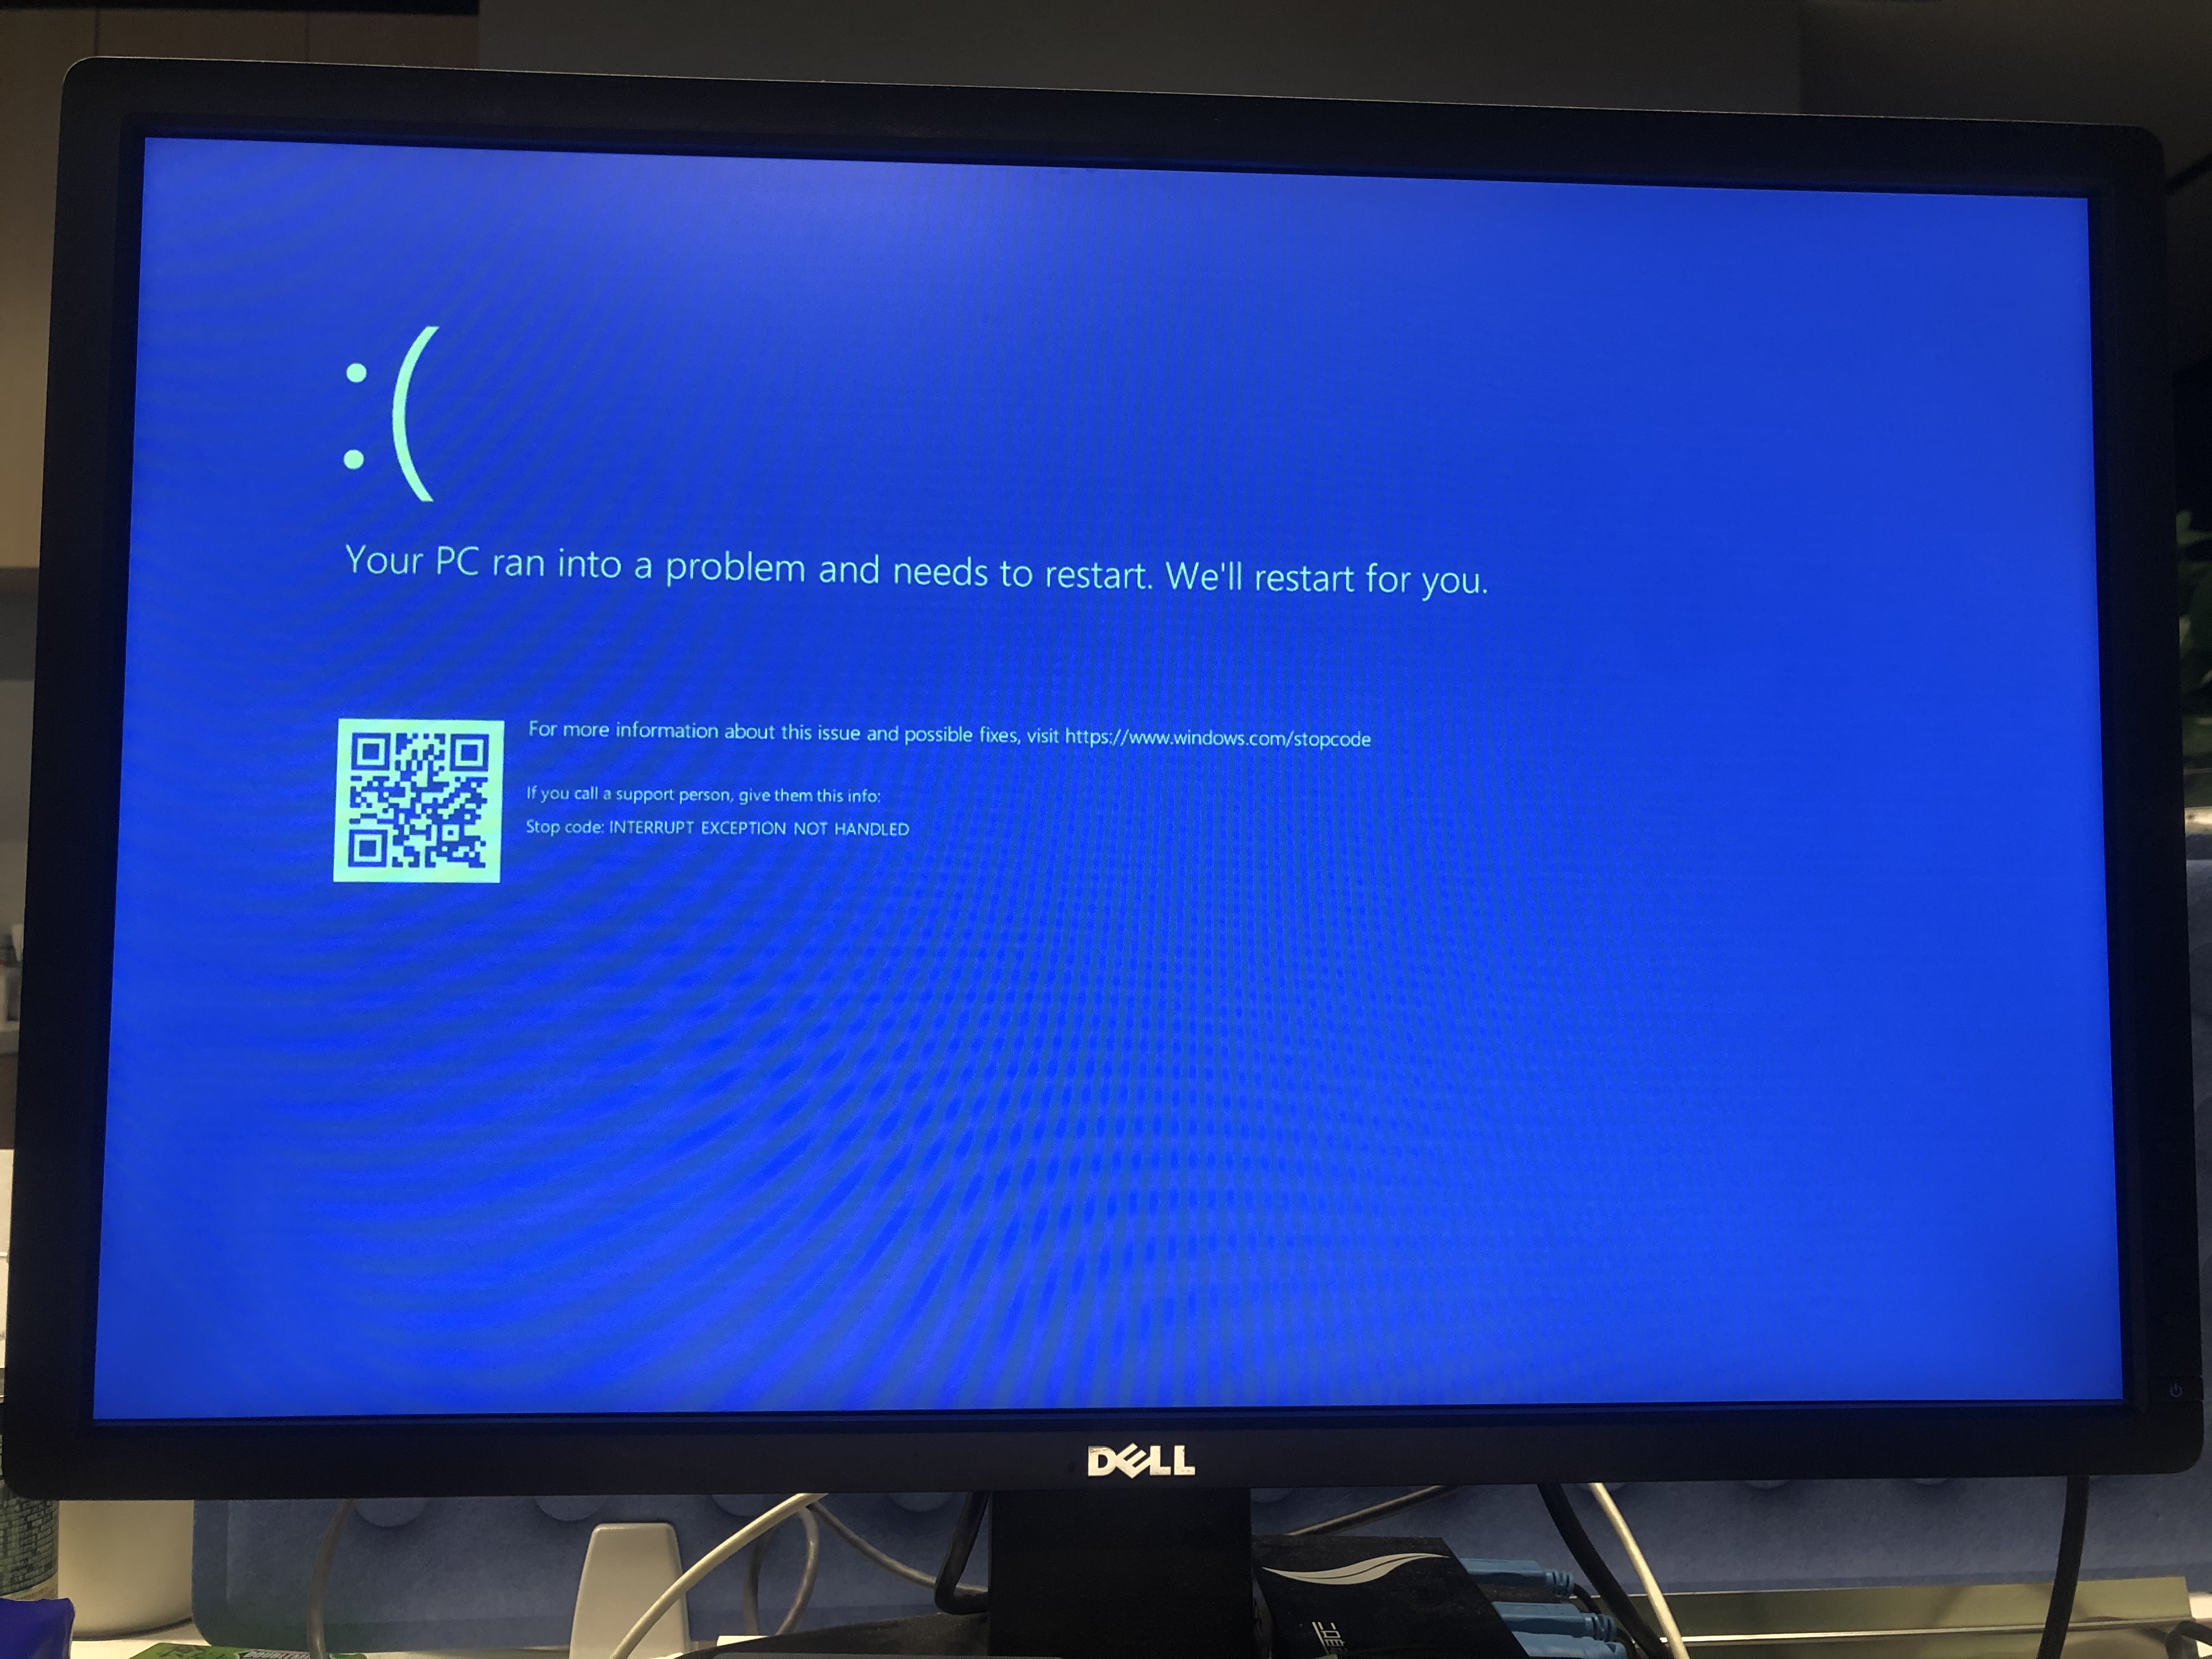 :(
Your PC ran into a problem and needs to restart. We'll restart for you.
For more information about this issue and possible fixes, visit https://www.windows.com/stopcode
If you call a support person, give them this info:
Stop code: INTERRUPT EXCEPTION NOT HANDLED
DELL